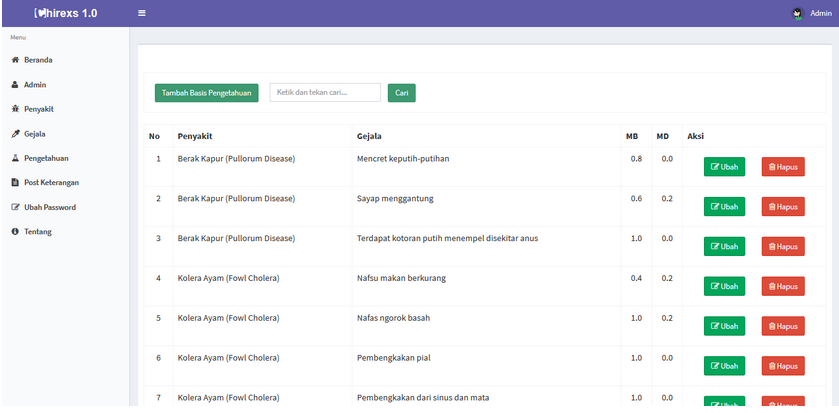 Chirexs 1.0
Admin
Menu
Beranda
Admin
Penyakit
Gejala
Pengetahuan
Post Keterangan
Ubah Password
Tentang
Tambah Basis Pengetahuan Ketik dan tekan cari... Cari
No Penyakit Gejala MB MD Aksi
1 Berak Kapur (Pullorum Disease) Mencret keputih-putihan 0.8 0.0 Ubah Hapus
2 Berak Kapur (Pullorum Disease) Sayap menggantung 0.6 0.2 Ubah Hapus
3 Berak Kapur (Pullorum Disease) Terdapat kotoran putih menempel disekitar anus 1.0 0.0 Ubah Hapus
4 Kolera Ayam (Fowl Cholera) Nafsu makan berkurang 0.4 0.2 Ubah Hapus
5 Kolera Ayam (Fowl Cholera) Nafas ngorok basah 1.0 0.2 Ubah Hapus
6 Kolera Ayam (Fowl Cholera) Pembengkakan pial 1.0 0.0 Ubah Hapus
7 Kolera Ayam (Fowl Cholera) Pembengkakan dari sinus dan mata 1.0 0.0 Ubah Hapus